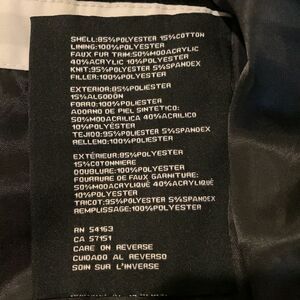 SHELL:85%POLYESTER 15%COTTON
LINING:100%POLYESTER
FAUX FUR TRIM:50%MODACRYLIC
40%ACRYLIC 10%POLYESTER
KNIT:95%POLYESTER 5%SPANDEX
FILLER:100%POLYESTER
EXTERIOR:85%POLIESTER
15%ALGODÓN
FORRO:100%POLIESTER
ADORNO DE PIEL SINTETICO:
50%MODACRILICA 40%ACRILICO
10%POLYESTER
TEJIDO:95%POLIESTER 5%SPANDEX
RELLENO:100%POLIESTER
EXTÉRIEUR:85%POLYESTER
15%COTONNIERE
DOUBLURE:100%POLYESTER
FOURRURE DE FAUX GARNITURE:
50%MODACRYLIQUE 40%ACRYLIQUE
10%POLYESTER
TRICOT:95%POLYESTER 5%SPANDEX
REMPLISSAGE:100%POLYESTER
RN 54163
CA 57151
CARE ON REVERSE
CUIDADO AL REVERSO
SOIN SUR L'INVERSE